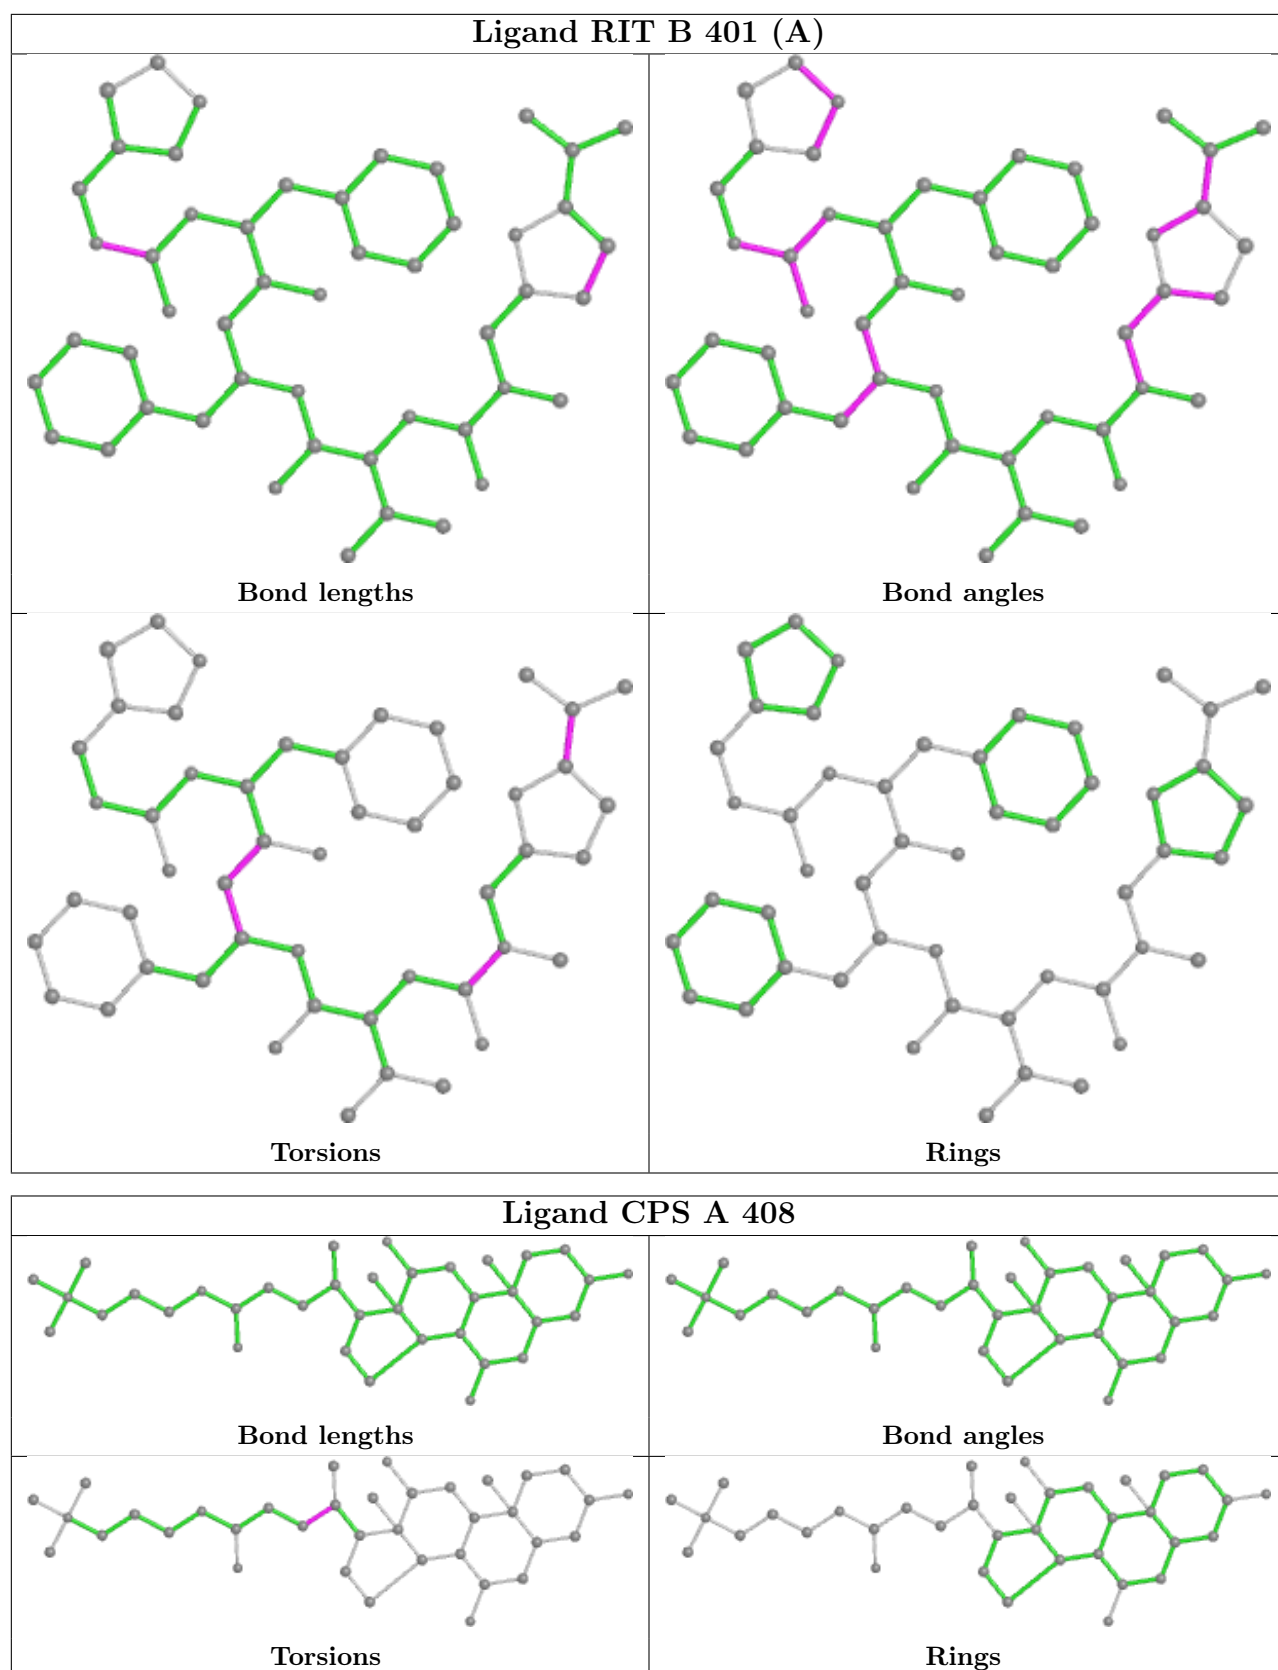 Ligand RIT B 401 (A)
Bond lengths
Bond angles
Torsions
Rings
Ligand CPS A 408
Bond lengths
Bond angles
Torsions
Rings